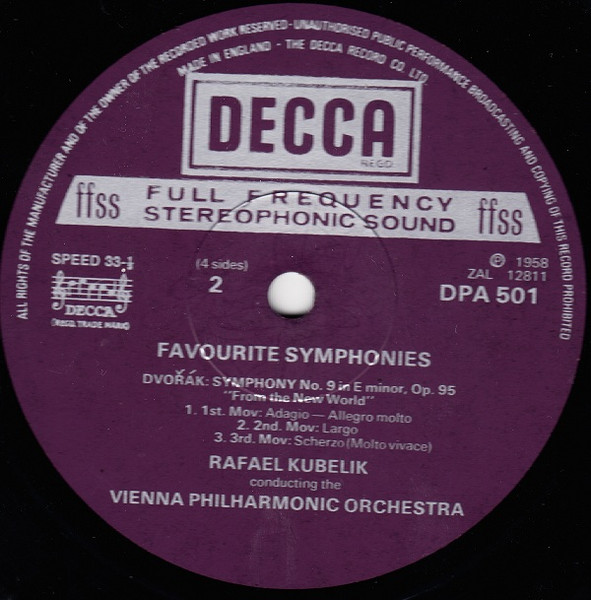 ALL RIGHTS OF THE MANUFACTURER AND OF THE OWNER OF THE RECORDED WORK RESERVED · UNAUTHORISED PUBLIC PERFORMANCE BROADCASTING AND COPYING OF THIS RECORD PROHIBITED
MADE IN ENGLAND - THE DECCA RECORD CO. LTD.
DECCA
REGD.
ffss FULL FREQUENCY STEREOPHONIC SOUND ffss
SPEED 33-⅓
DECCA
(REGD. TRADE MARK)
(4 sides)
2
℗ 1958
ZAL 12811
DPA 501
FAVOURITE SYMPHONIES
DVOŘÁK: SYMPHONY No. 9 in E minor, Op. 95
"From the New World"
1. 1st. Mov: Adagio — Allegro molto
2. 2nd. Mov: Largo
3. 3rd. Mov: Scherzo (Molto vivace)
RAFAEL KUBELIK
conducting the
VIENNA PHILHARMONIC ORCHESTRA